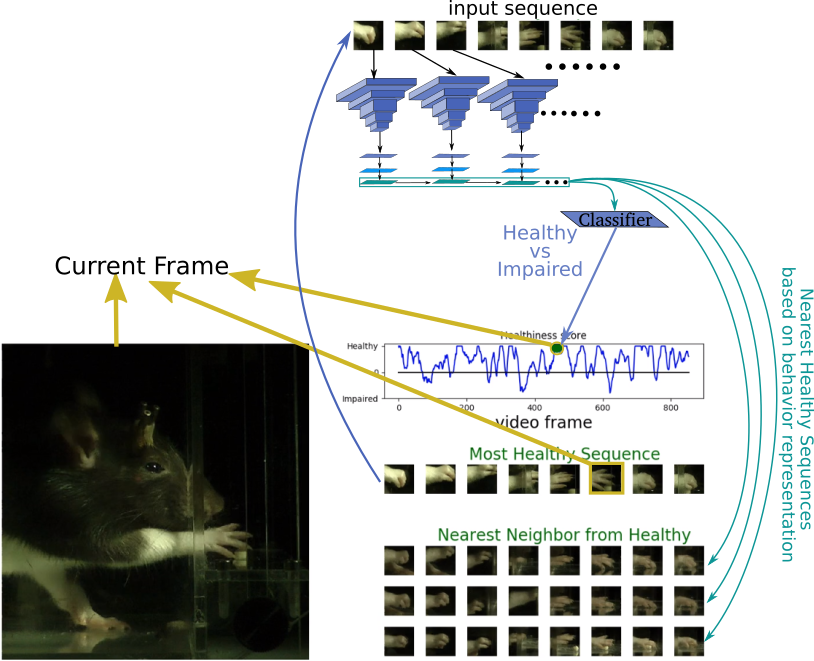 input sequence
Classifier
Healthy
vs
Impaired
Current Frame
Healthiness score
Healthy
0
Impaired
0
200
400
600
800
video frame
Most Healthy Sequence
Nearest Neighbor from Healthy
Nearest Healthy Sequences
based on behavior representation